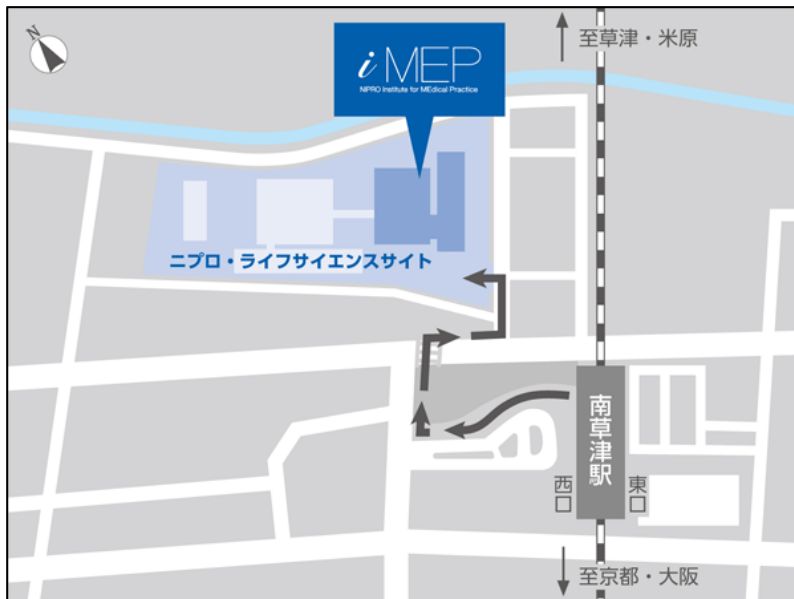 N
至草津・米原
i MEP
NIPRO Institute for MEdical Practice
ニプロ・ライフサイエンスサイト
南草津駅
西口
東口
至京都・大阪